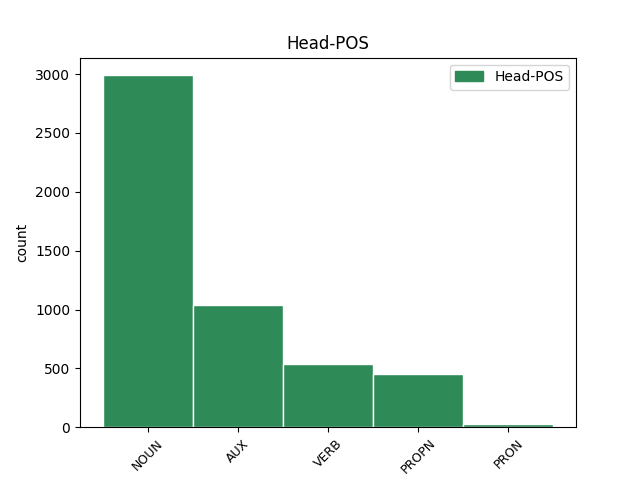 Head-POS
Head-POS
3000
2500
2000
1500
1000
500
0
count
NOUN
AUX
VERB
PROPN
PRON